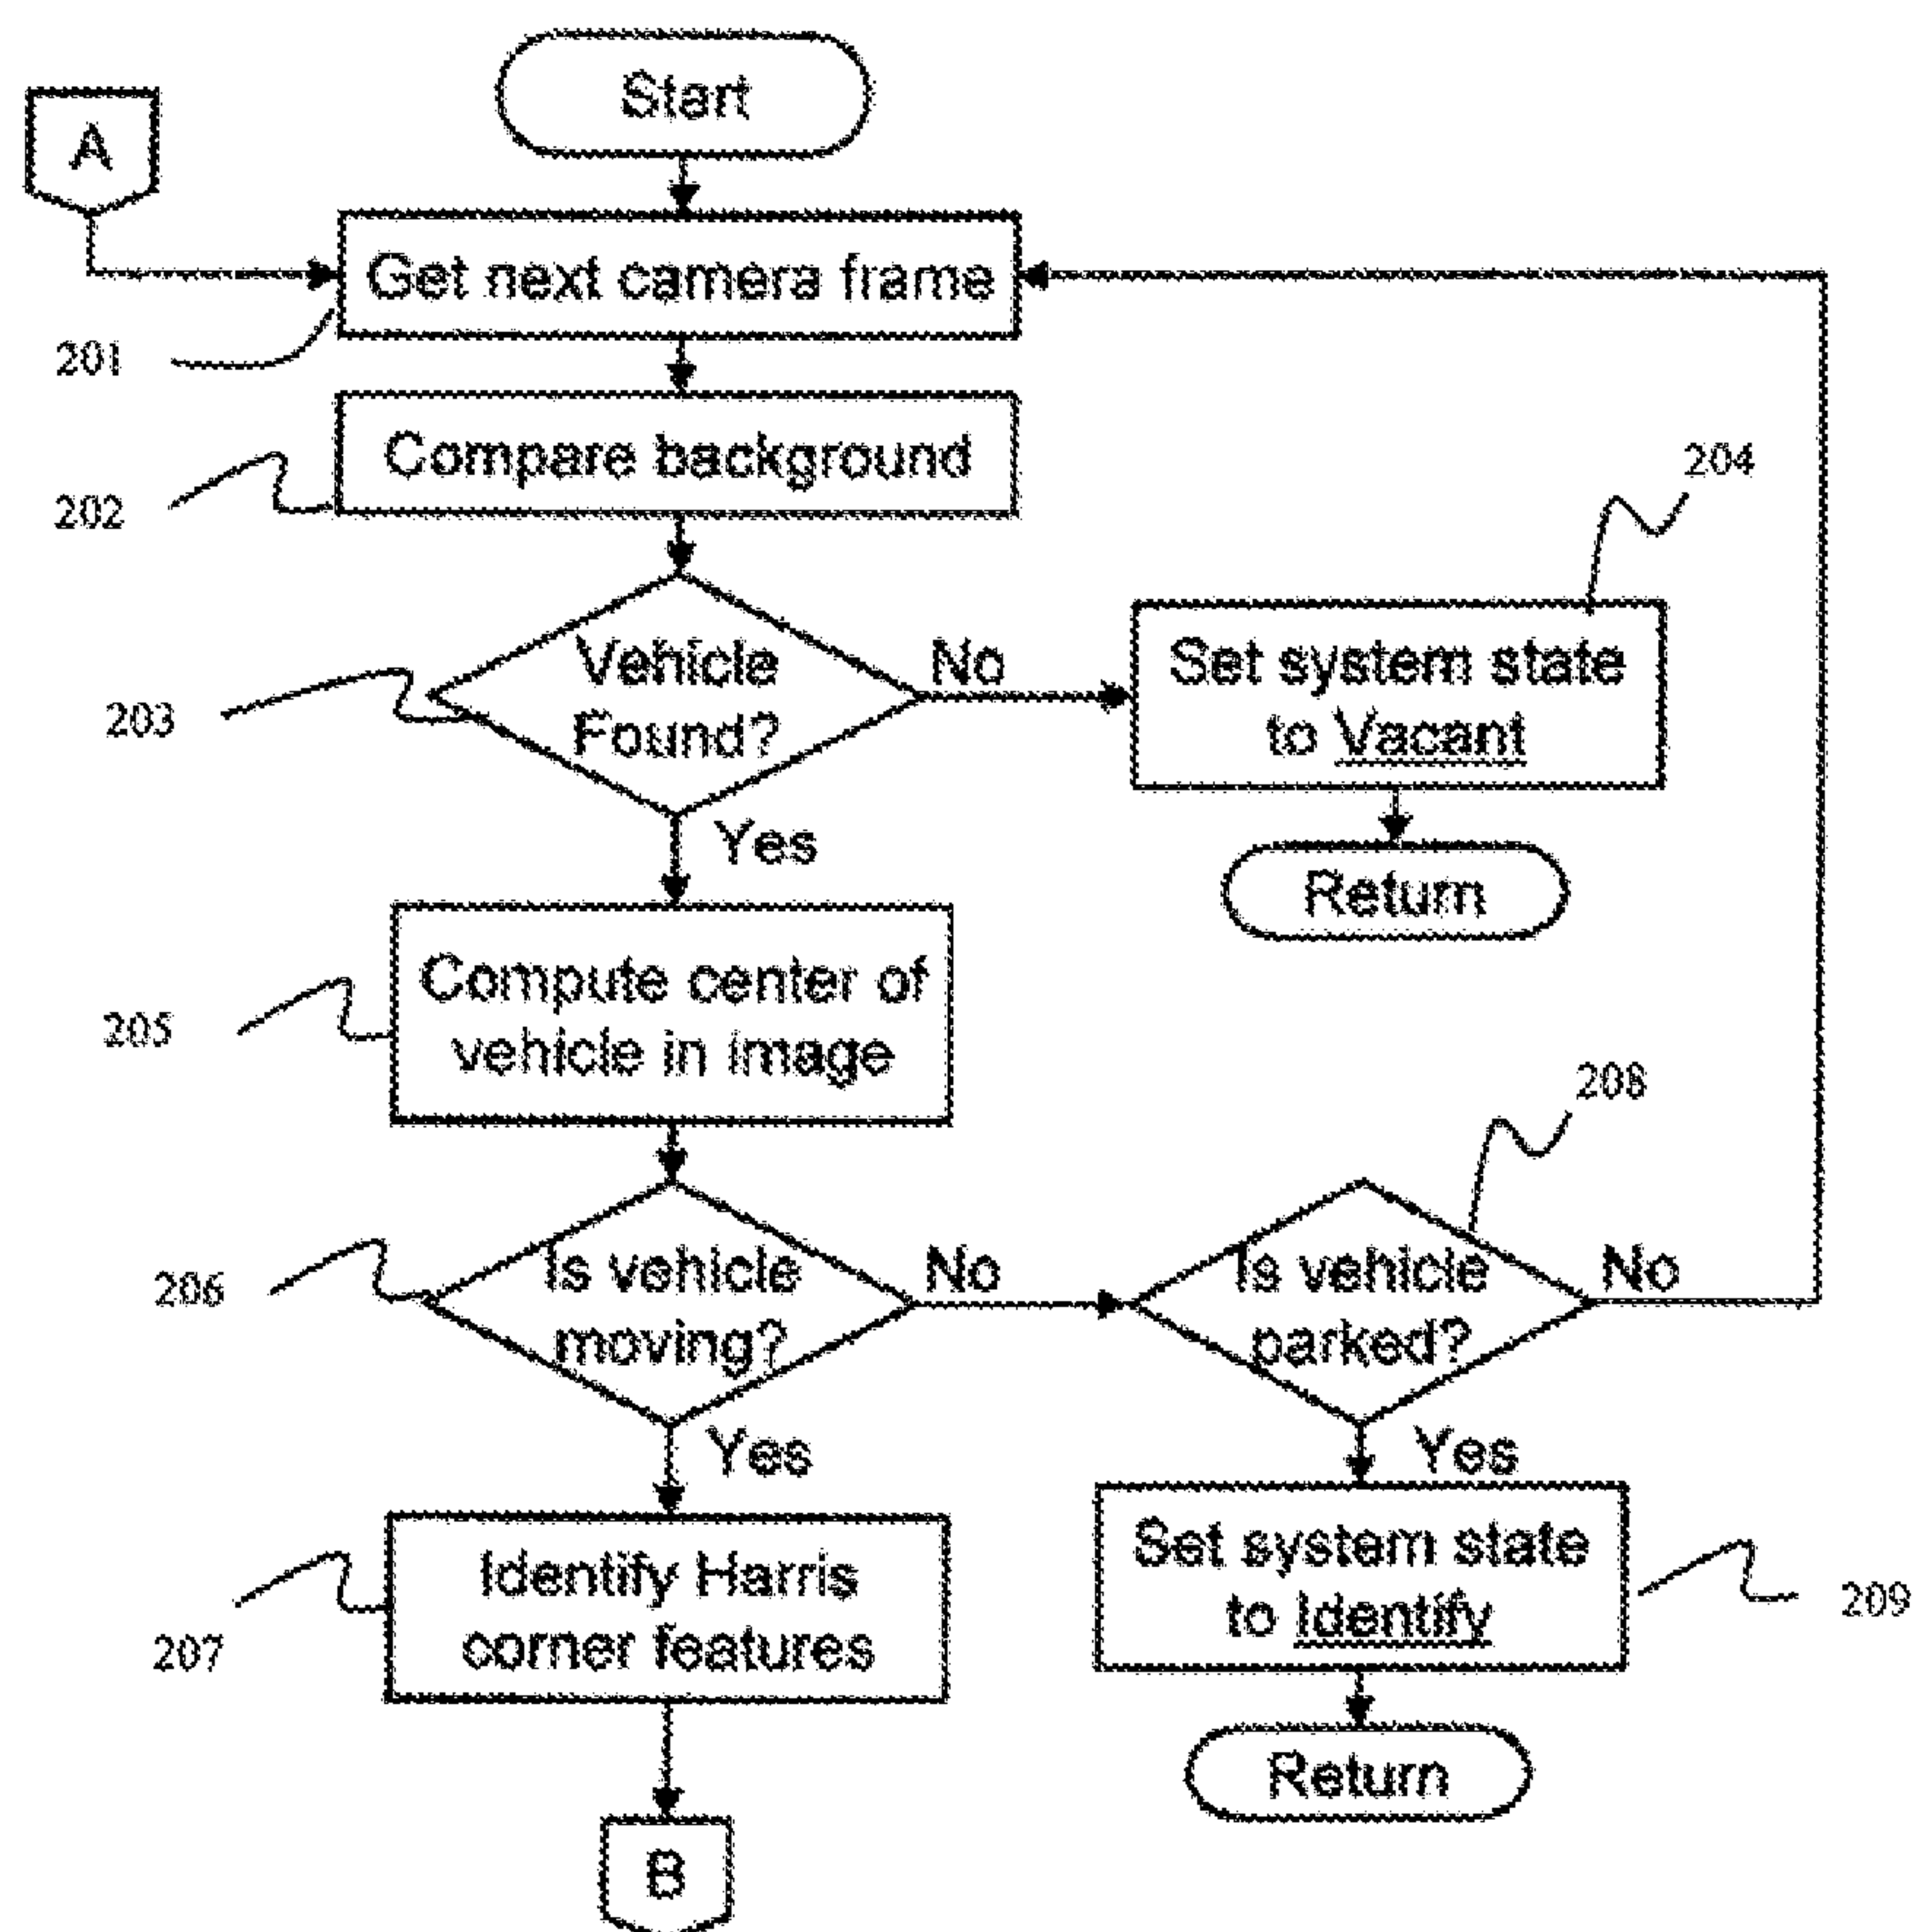 Start
A
Get next camera frame
201
Compare background
202
204
Vehicle
Found?
No
203
Set system state
to Vacant
Yes
Return
Compute center of
vehicle in image
205
208
Is vehicle
moving?
No
206
Is vehicle
parked?
No
Yes
Yes
Identify Harris
corner features
207
Set system state
to Identify
209
Return
B